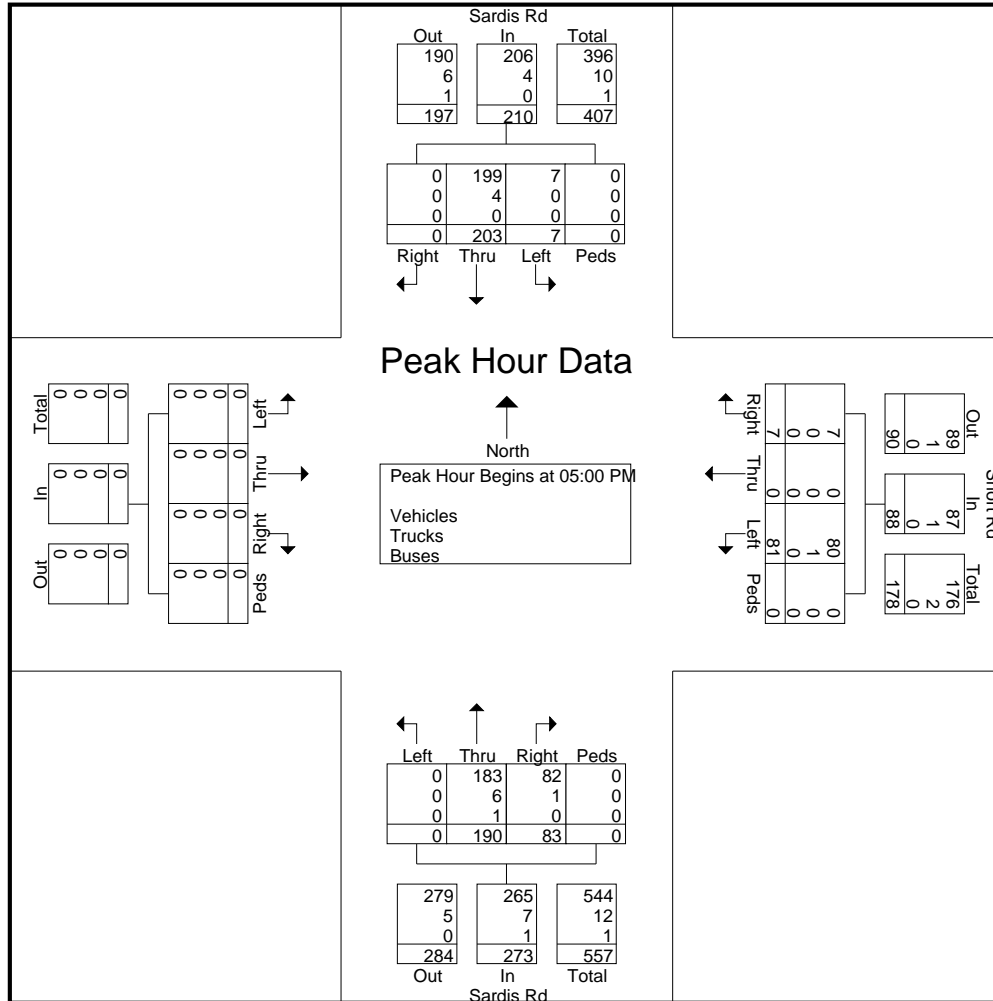 Sardis Rd
Out In Total
190 206 396
6 4 10
1 0 1
197 210 407
0 199 7 0
0 4 0 0
0 0 0 0
0 203 7 0
Right Thru Left Peds
Peak Hour Data
North
Peak Hour Begins at 05:00 PM
Vehicles
Trucks
Buses
Total
0 0 0 0
In
0 0 0 0
Out
0 0 0 0
Left
0 0 0 0
Thru
0 0 0 0
Right
0 0 0 0
Peds
0 0 0 0
Right
7 0 0 7
Thru
0 0 0 0
Left
80 1 0 81
Peds
0 0 0 0
Out
89 1 0 90
In
87 1 0 88
Total
176 2 0 178
Short Rd
Left Thru Right Peds
0 183 82 0
0 6 1 0
0 1 0 0
0 190 83 0
279 265 544
5 7 12
0 1 1
284 273 557
Out In Total
Sardis Rd